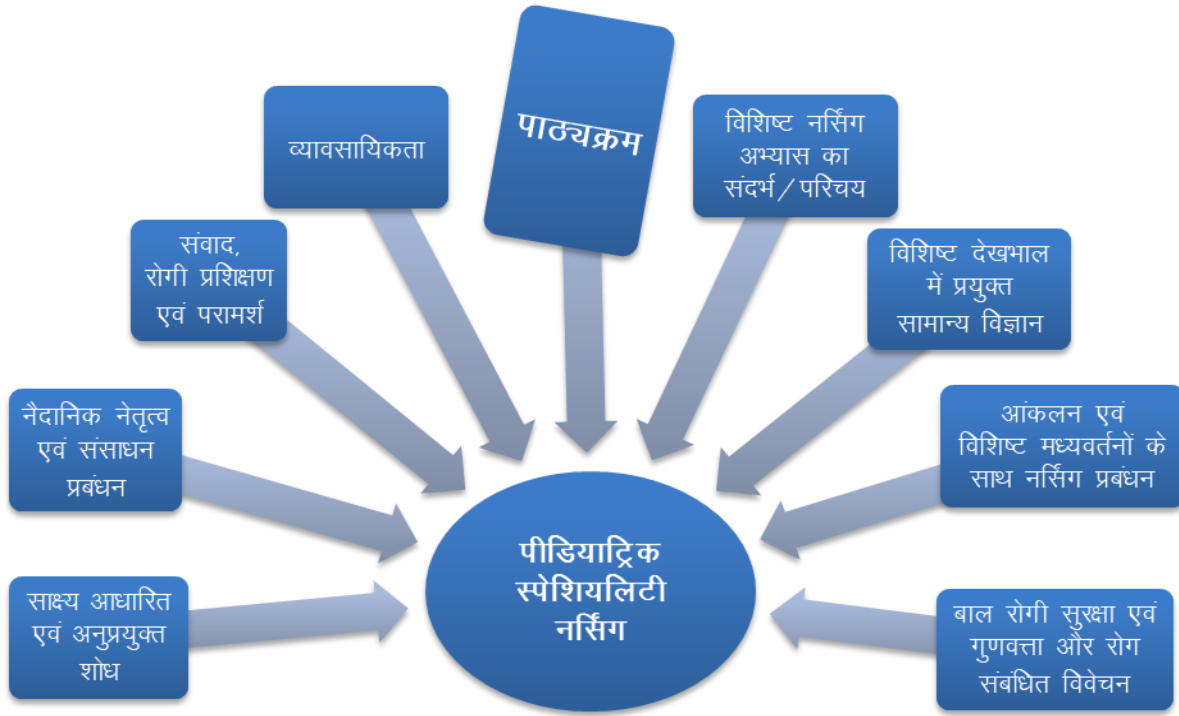 पाठ्यक्रम
व्यावसायिकता
विशिष्ट नर्सिंग
अभ्यास का
संदर्भ/परिचय
संवाद,
रोगी प्रशिक्षण
एवं परामर्श
विशिष्ट देखभाल
में प्रयुक्त
सामान्य विज्ञान
नैदानिक नेतृत्व
एवं संसाधन
प्रबंधन
आंकलन एवं
विशिष्ट मध्यवर्तनों के
साथ नर्सिंग प्रबंधन
साक्ष्य आधारित
एवं अनुप्रयुक्त
शोध
पीडियाट्रिक
स्पेशियलिटी
नर्सिंग
बाल रोगी सुरक्षा एवं
गुणवत्ता और रोग
संबंधित विवेचन